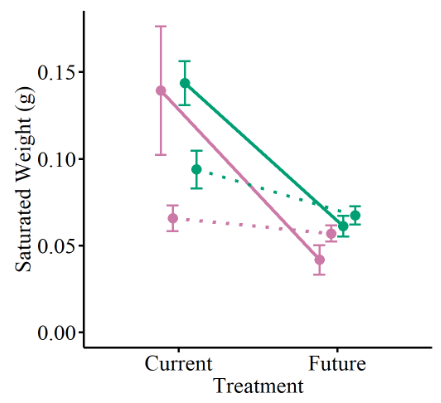 Saturated Weight (g)
0.15
0.10
0.05
0.00
Current Future
Treatment